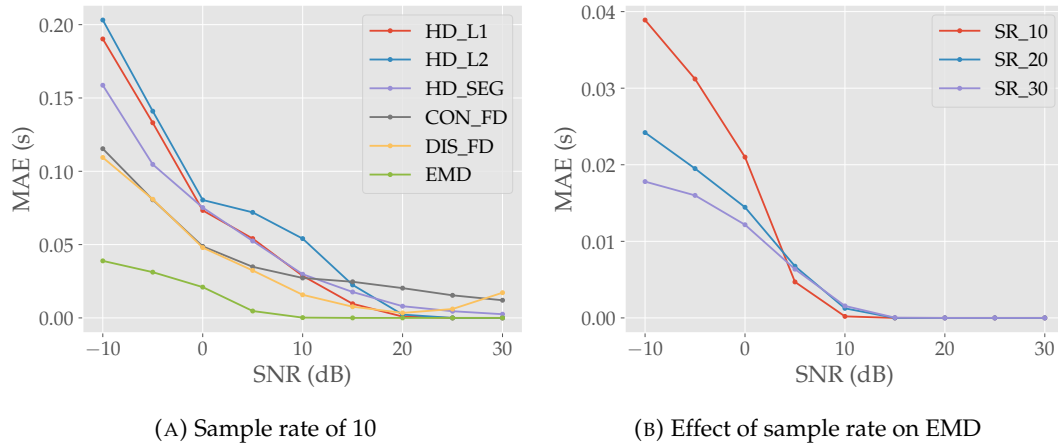 0.20
0.15
0.10
0.05
0.00
MAE (s)
−10
0
10
20
30
SNR (dB)
HD_L1
HD_L2
HD_SEG
CON_FD
DIS_FD
EMD
(A) Sample rate of 10
0.04
0.03
0.02
0.01
0.00
MAE (s)
−10
0
10
20
30
SNR (dB)
SR_10
SR_20
SR_30
(B) Effect of sample rate on EMD